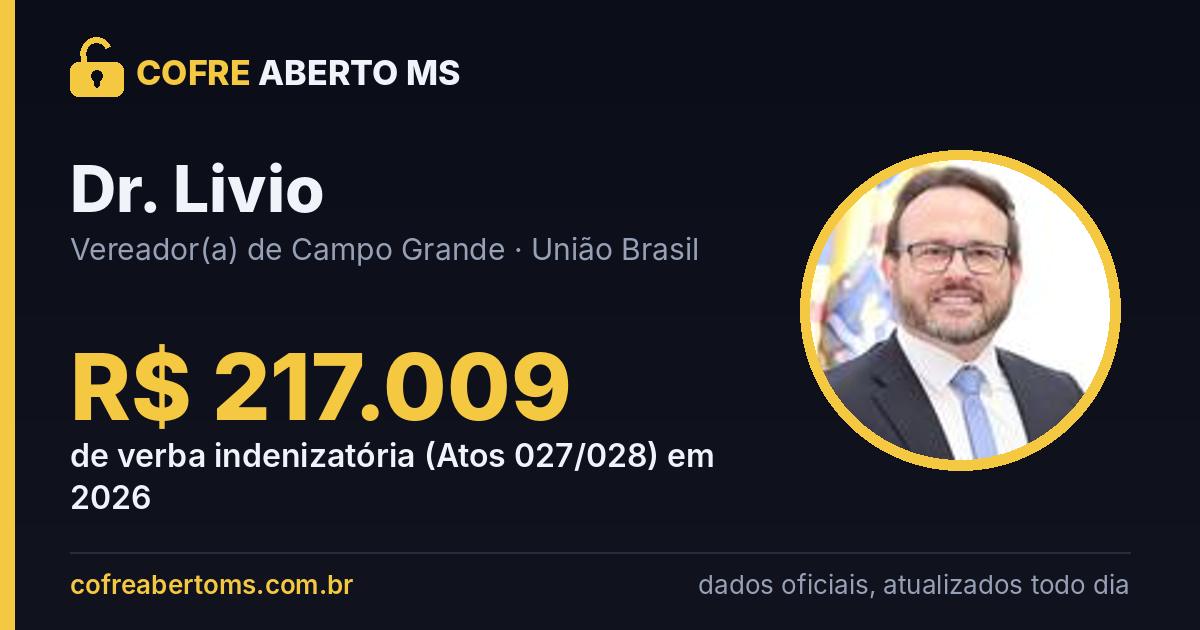 COFRE ABERTO MS
Dr. Livio
Vereador(a) de Campo Grande · União Brasil
R$ 217.009
de verba indenizatória (Atos 027/028) em
2026
cofreabertoms.com.br
dados oficiais, atualizados todo dia